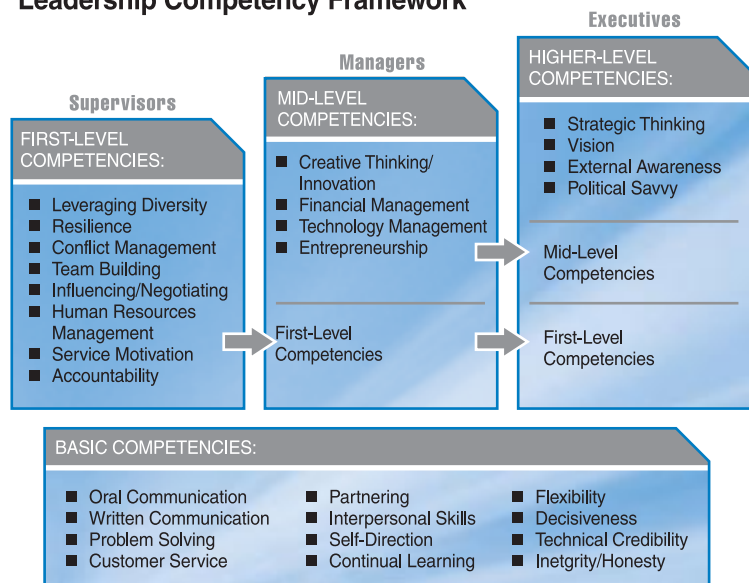 Leadership Competency Framework
Supervisors
FIRST-LEVEL
COMPETENCIES:
Leveraging Diversity
Resilience
Conflict Management
Team Building
Influencing/Negotiating
Human Resources
Management
Service Motivation
Accountability
Managers
MID-LEVEL
COMPETENCIES:
Creative Thinking/
Innovation
Financial Management
Technology Management
Entrepreneurship
First-Level
Competencies
Executives
HIGHER-LEVEL
COMPETENCIES:
Strategic Thinking
Vision
External Awareness
Political Savvy
Mid-Level
Competencies
First-Level
Competencies
BASIC COMPETENCIES:
Oral Communication
Written Communication
Problem Solving
Customer Service
Partnering
Interpersonal Skills
Self-Direction
Continual Learning
Flexibility
Decisiveness
Technical Credibility
Inetgrity/Honesty